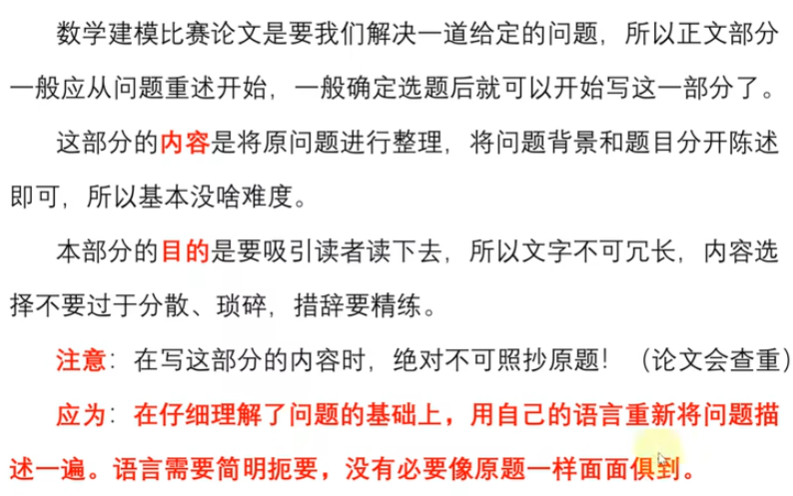 数学建模比赛论文是要我们解决一道给定的问题，所以正文部分
一般应从问题重述开始，一般确定选题后就可以开始写这一部分了。
这部分的内容是将原问题进行整理，将问题背景和题目分开陈述
即可，所以基本没啥难度。
本部分的目的是要吸引读者读下去，所以文字不可冗长，内容选
择不要过于分散、琐碎，措辞要精练。
注意：在写这部分的内容时，绝对不可照抄原题！（论文会查重）
应为：在仔细理解了问题的基础上，用自己的语言重新将问题描
述一遍。语言需要简明扼要，没有必要像原题一样面面俱到。